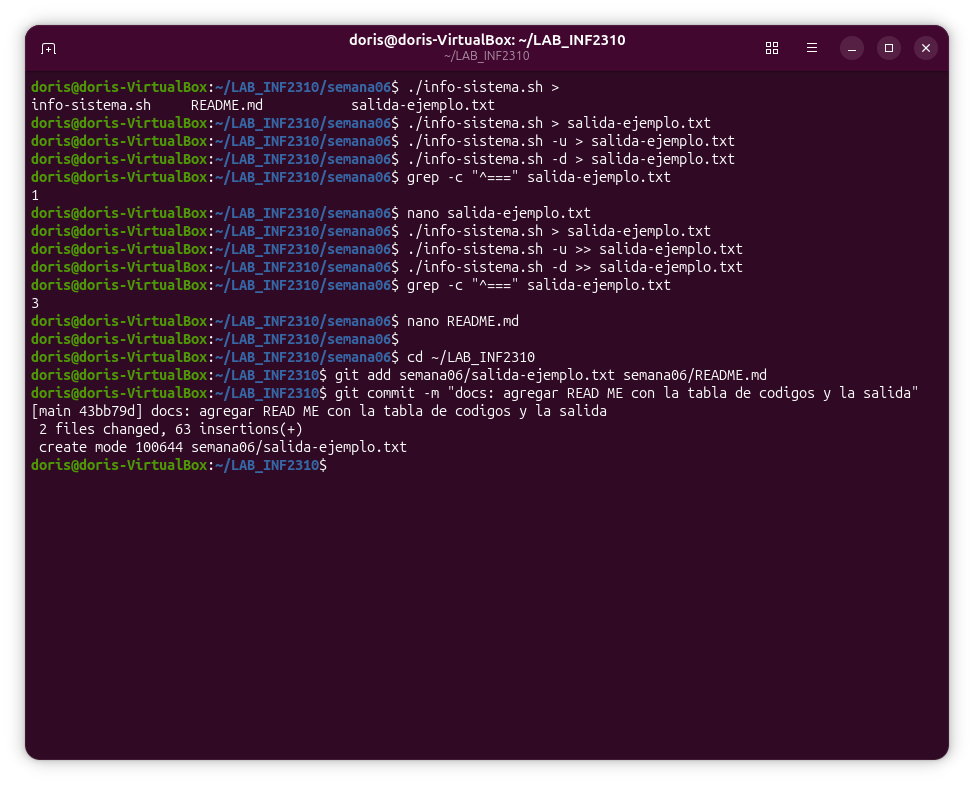 doris@doris-VirtualBox: ~/LAB_INF2310
~/LAB_INF2310
doris@doris-VirtualBox:~/LAB_INF2310/semana06$ ./info-sistema.sh >
info-sistema.sh     README.md           salida-ejemplo.txt
doris@doris-VirtualBox:~/LAB_INF2310/semana06$ ./info-sistema.sh > salida-ejemplo.txt
doris@doris-VirtualBox:~/LAB_INF2310/semana06$ ./info-sistema.sh -u > salida-ejemplo.txt
doris@doris-VirtualBox:~/LAB_INF2310/semana06$ ./info-sistema.sh -d > salida-ejemplo.txt
doris@doris-VirtualBox:~/LAB_INF2310/semana06$ grep -c "^===" salida-ejemplo.txt
1
doris@doris-VirtualBox:~/LAB_INF2310/semana06$ nano salida-ejemplo.txt
doris@doris-VirtualBox:~/LAB_INF2310/semana06$ ./info-sistema.sh > salida-ejemplo.txt
doris@doris-VirtualBox:~/LAB_INF2310/semana06$ ./info-sistema.sh -u >> salida-ejemplo.txt
doris@doris-VirtualBox:~/LAB_INF2310/semana06$ ./info-sistema.sh -d >> salida-ejemplo.txt
doris@doris-VirtualBox:~/LAB_INF2310/semana06$ grep -c "^===" salida-ejemplo.txt
3
doris@doris-VirtualBox:~/LAB_INF2310/semana06$ nano README.md
doris@doris-VirtualBox:~/LAB_INF2310/semana06$
doris@doris-VirtualBox:~/LAB_INF2310/semana06$ cd ~/LAB_INF2310
doris@doris-VirtualBox:~/LAB_INF2310$ git add semana06/salida-ejemplo.txt semana06/README.md
doris@doris-VirtualBox:~/LAB_INF2310$ git commit -m "docs: agregar READ ME con la tabla de codigos y la salida"
[main 43bb79d] docs: agregar READ ME con la tabla de codigos y la salida
 2 files changed, 63 insertions(+)
 create mode 100644 semana06/salida-ejemplo.txt
doris@doris-VirtualBox:~/LAB_INF2310$